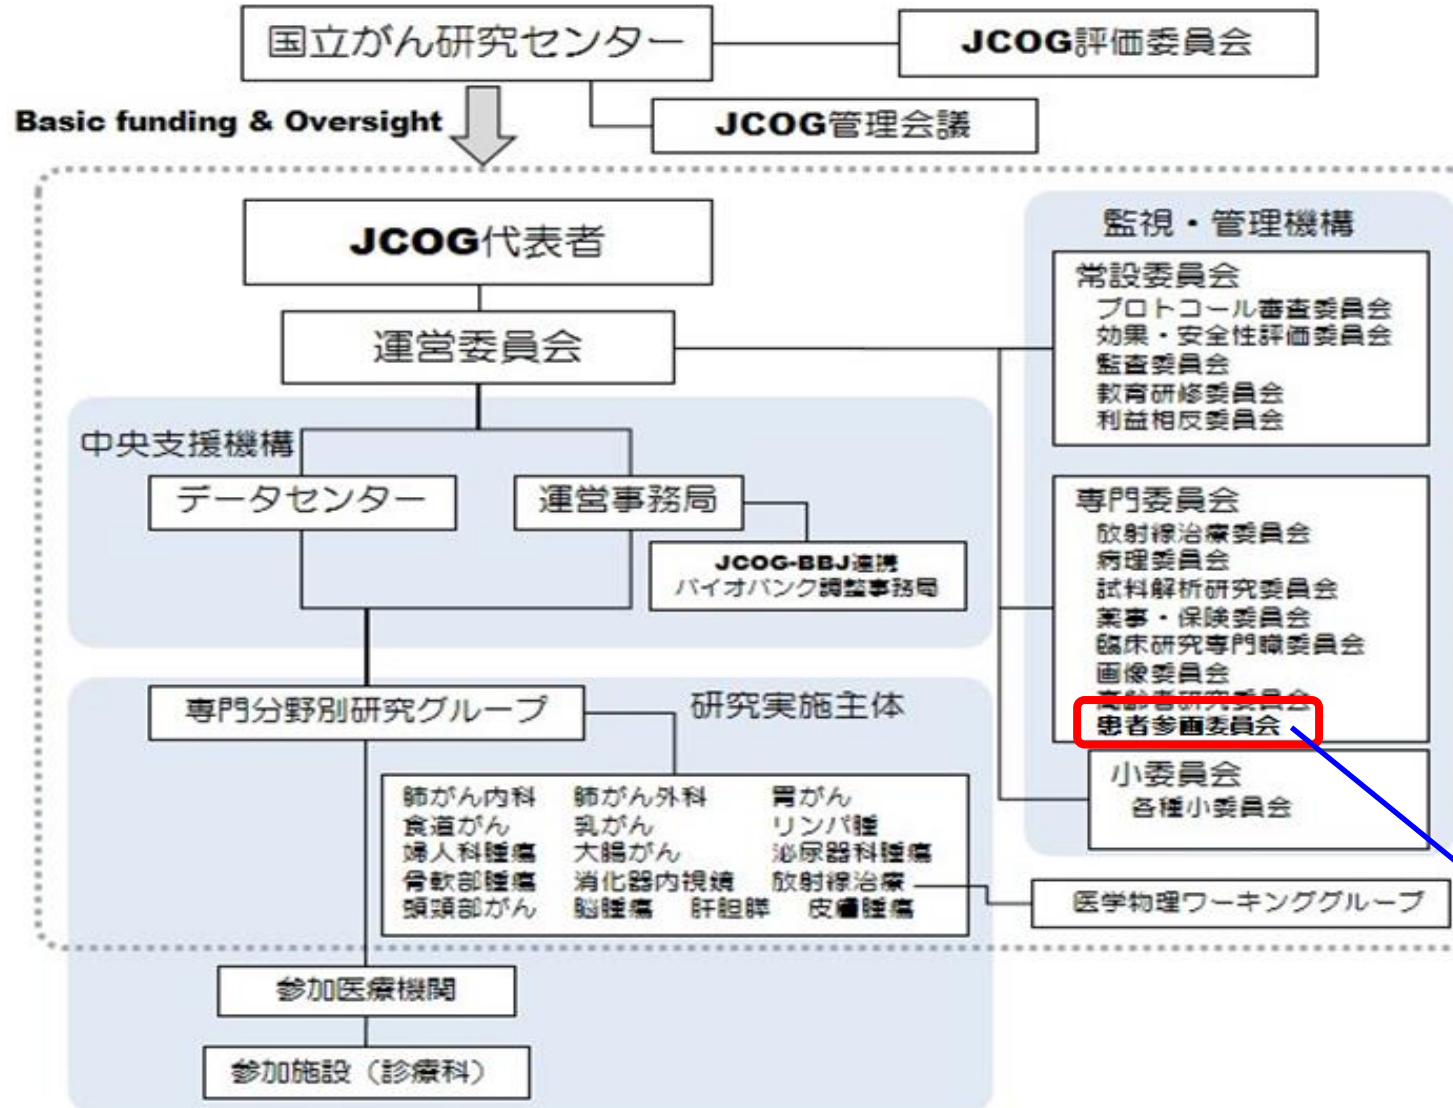 国立がん研究センター
JCOG評価委員会
Basic funding & Oversight
JCOG管理会議
JCOG代表者
運営委員会
監視・管理機構
常設委員会
プロトコール審査委員会
効果・安全性評価委員会
監査委員会
教育研修委員会
利益相反委員会
中央支援機構
データセンター
運営事務局
JCOG-BBJ連携
バイオバンク調整事務局
専門委員会
放射線治療委員会
病理委員会
試料解析研究委員会
薬事・保険委員会
臨床研究専門職委員会
画像委員会
高齢者研究委員会
患者参画委員会
小委員会
各種小委員会
専門分野別研究グループ
研究実施主体
肺がん内科 肺がん外科 胃がん
食道がん 乳がん リンパ腫
婦人科腫瘍 大腸がん 泌尿器科腫瘍
骨軟部腫瘍 消化器内視鏡 放射線治療
頭頸部がん 脳腫瘍 肝胆膵 皮膚腫瘍
医学物理ワーキンググループ
参加医療機関
参加施設（診療科）